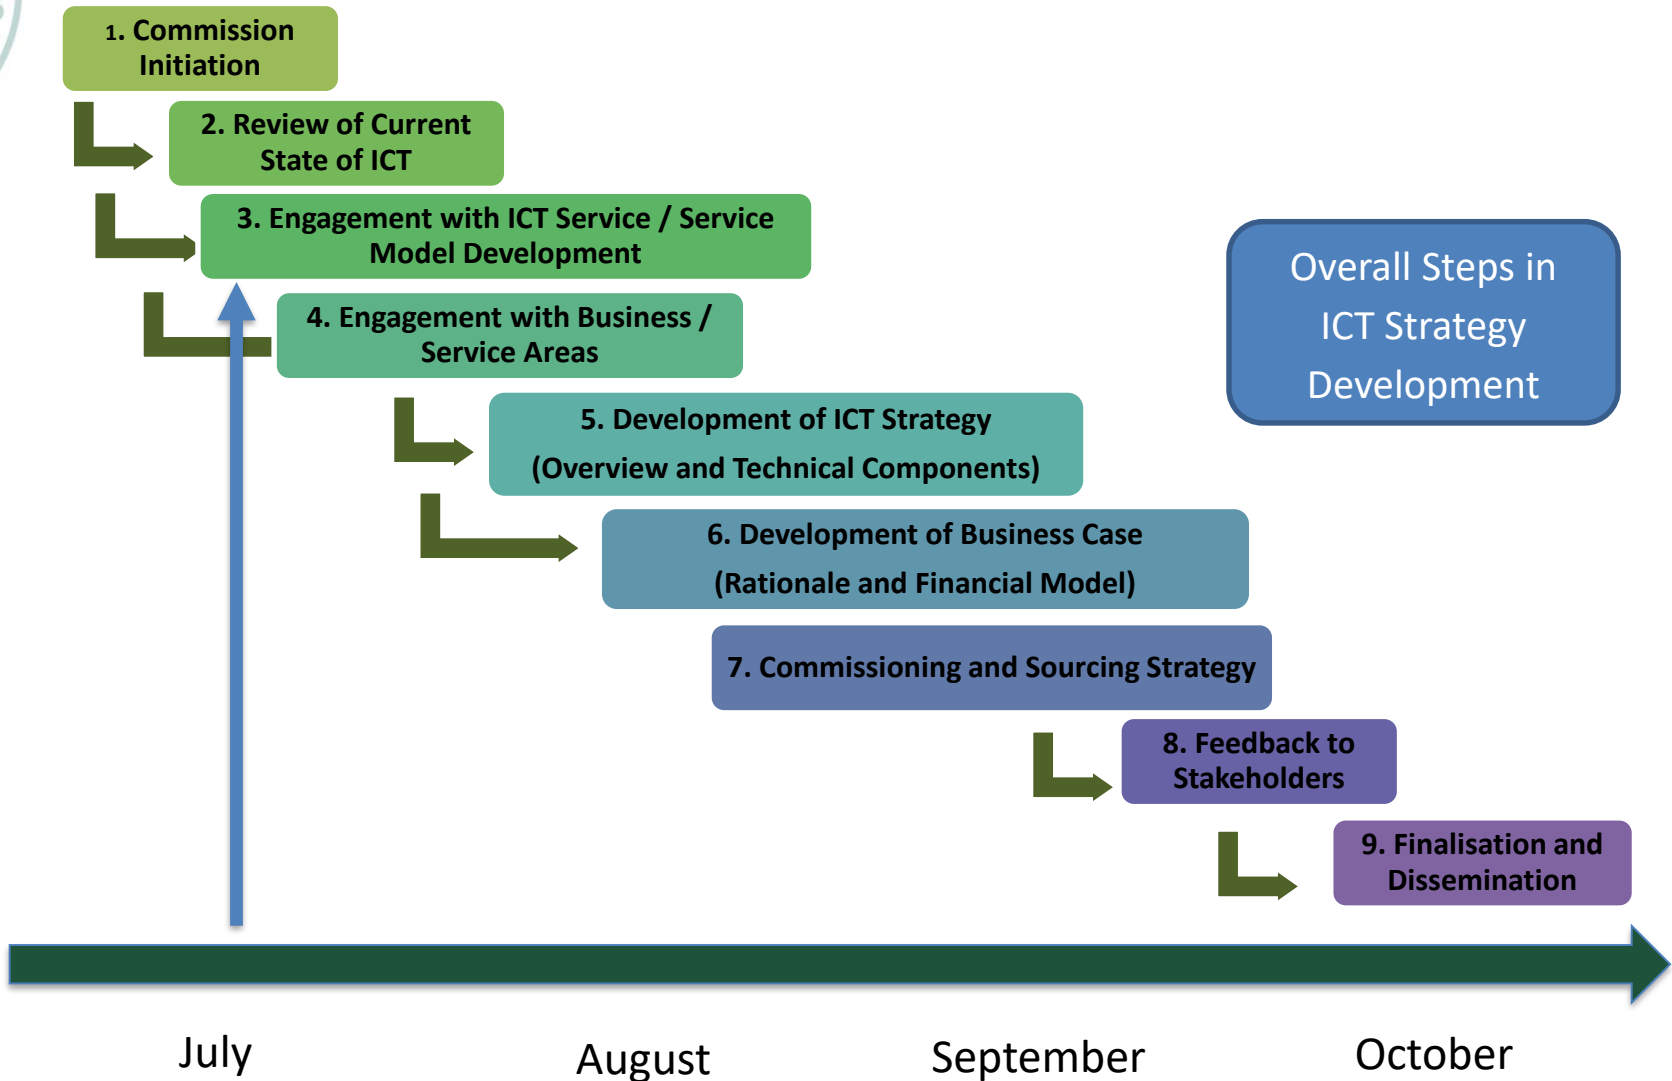 1. Commission
Initiation
2. Review of Current
State of ICT
3. Engagement with ICT Service / Service
Model Development
4. Engagement with Business /
Service Areas
5. Development of ICT Strategy
(Overview and Technical Components)
6. Development of Business Case
(Rationale and Financial Model)
7. Commissioning and Sourcing Strategy
8. Feedback to
Stakeholders
9. Finalisation and
Dissemination
Overall Steps in
ICT Strategy
Development
July
August
September
October